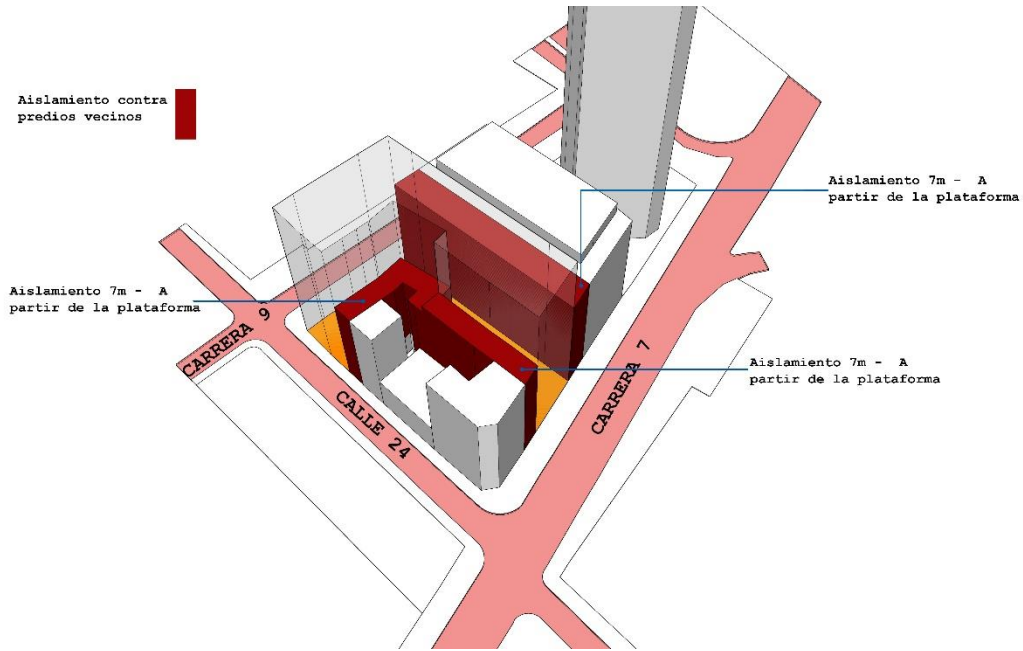 Aislamiento contra
predios vecinos
Aislamiento 7m - A
partir de la plataforma
Aislamiento 7m - A
partir de la plataforma
CARRERA 9
CALLE 24
CARRERA 7
Aislamiento 7m - A
partir de la plataforma